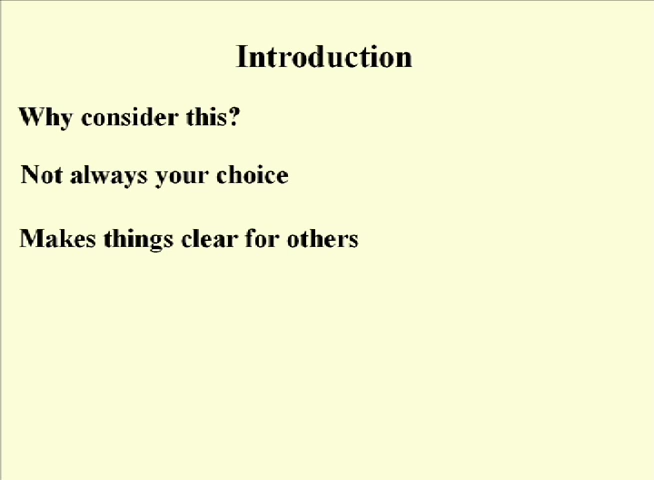 Introduction
Why consider this?
Not always your choice
Makes things clear for others